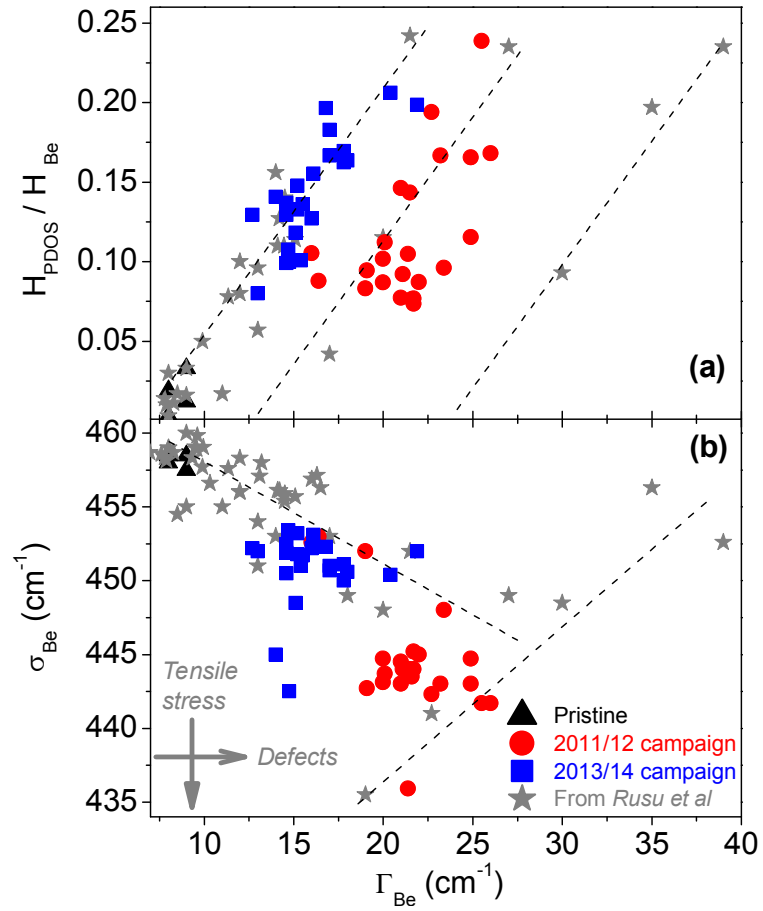 0.25
0.20
0.15
0.10
0.05
H_PDOS / H_Be
(a)
460
455
450
445
440
435
σ_Be (cm⁻¹)
(b)
Tensile
stress
Defects
Pristine
2011/12 campaign
2013/14 campaign
From Rusu et al
10 15 20 25 30 35 40
Γ_Be (cm⁻¹)